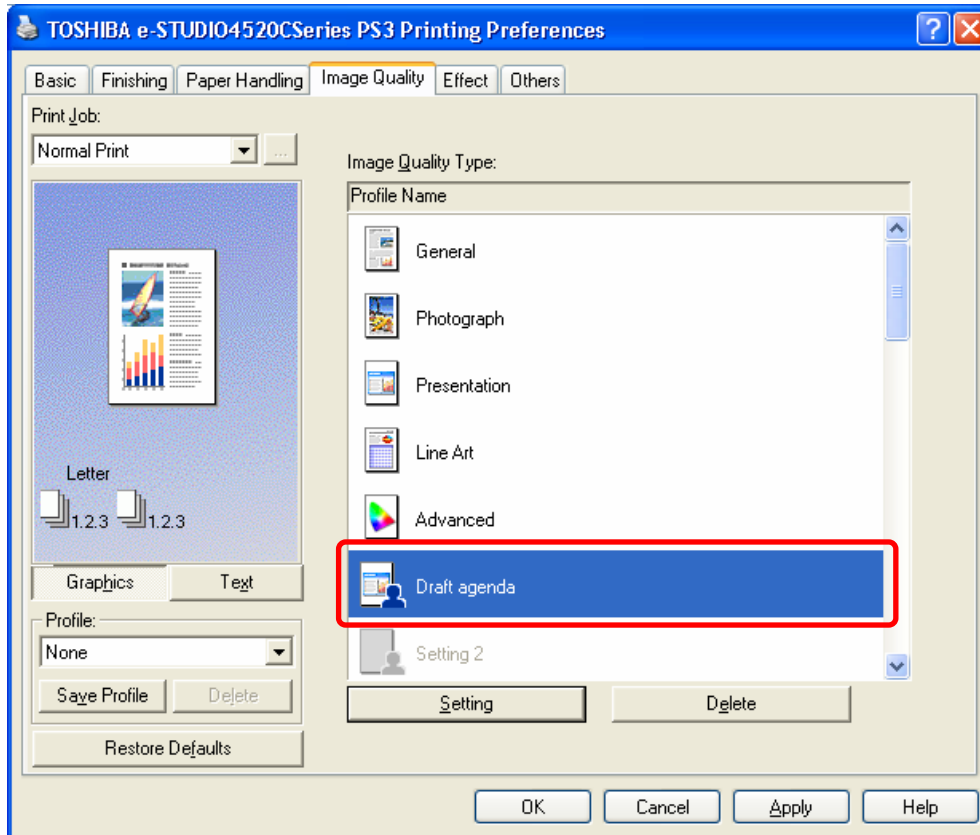 TOSHIBA e-STUDIO4520CSeries PS3 Printing Preferences
Basic Finishing Paper Handling Image Quality Effect Others
Print Job:
Normal Print ...
Image Quality Type:
Profile Name
General
Photograph
Presentation
Line Art
Advanced
Draft agenda
Setting 2
Letter
1.2.3 1.2.3
Graphics Text
Profile:
None
Save Profile Delete
Restore Defaults
Setting Delete
OK Cancel Apply Help